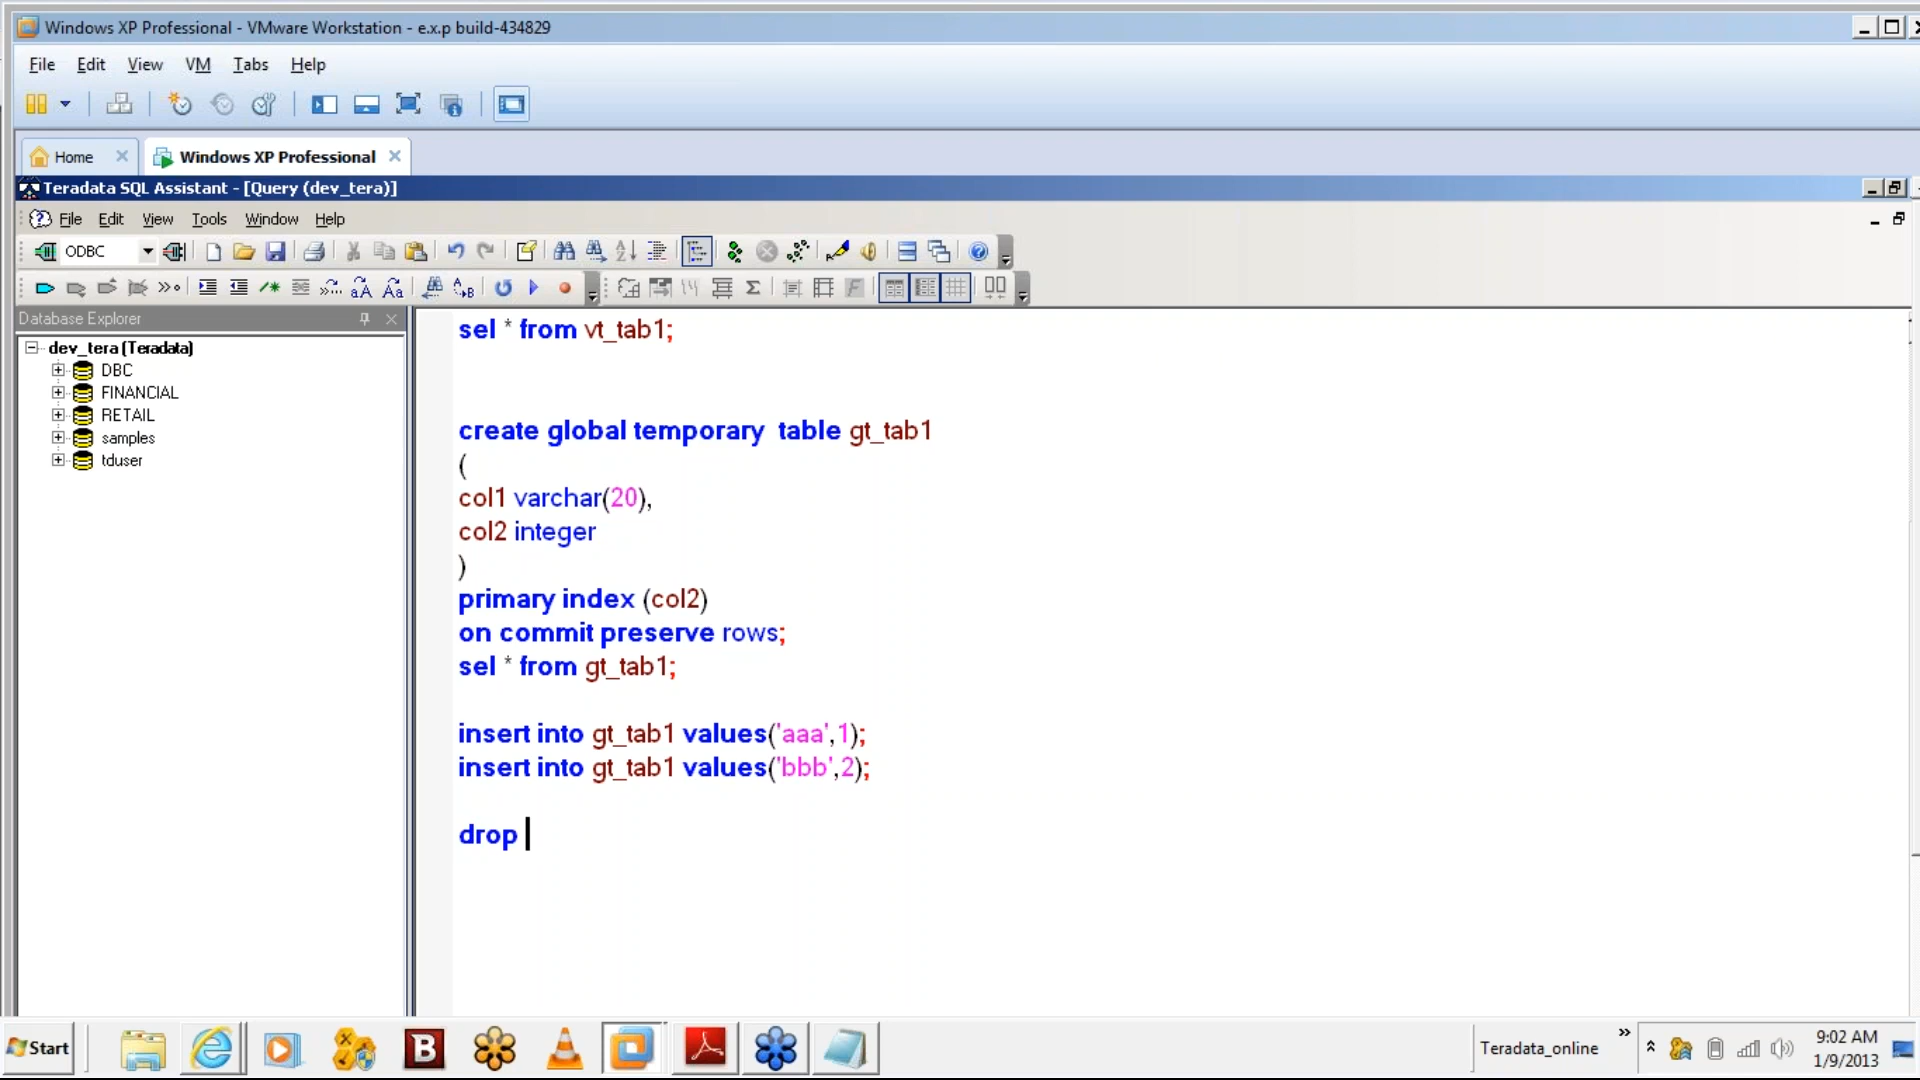 Windows XP Professional - VMware Workstation - e.x.p build-434829
File Edit View VM Tabs Help
Home
Windows XP Professional
Teradata SQL Assistant - [Query (dev_tera)]
File Edit View Tools Window Help
ODBC
Database Explorer
dev_tera (Teradata)
DBC
FINANCIAL
RETAIL
samples
tduser
sel * from vt_tab1;
create global temporary  table gt_tab1
(
col1 varchar(20),
col2 integer
)
primary index (col2)
on commit preserve rows;
sel * from gt_tab1;
insert into gt_tab1 values('aaa',1);
insert into gt_tab1 values('bbb',2);
drop
Start
Teradata_online
9:02 AM
1/9/2013